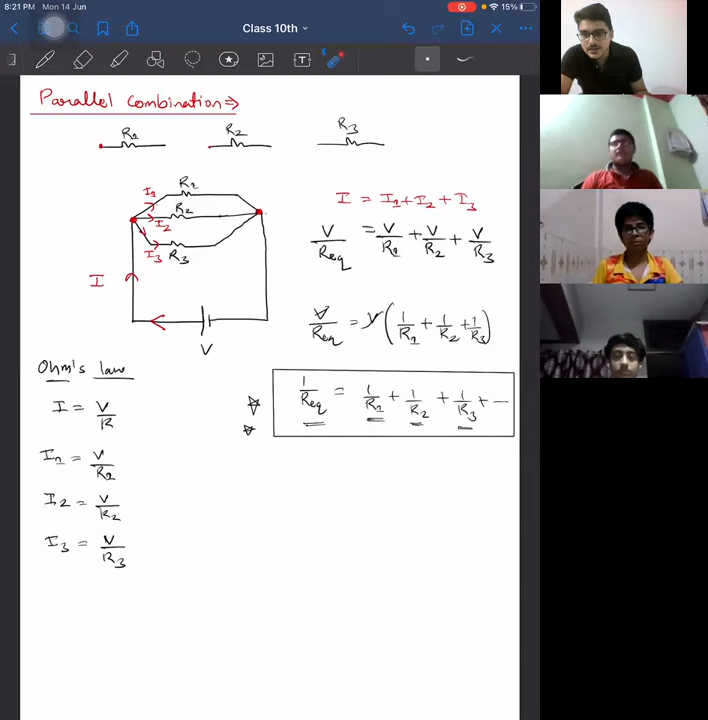 8:21 PM Mon 14 Jun 15%
Class 10th
Parallel Combination ⇒
R1 R2 R3
R1
I1
R2
I2
I3 R3
I
V
I = I1 + I2 + I3
V/Req = V/R1 + V/R2 + V/R3
V/Req = V(1/R1 + 1/R2 + 1/R3)
1/Req = 1/R1 + 1/R2 + 1/R3 + ---
Ohm's law
I = V/R
I1 = V/R1
I2 = V/R2
I3 = V/R3